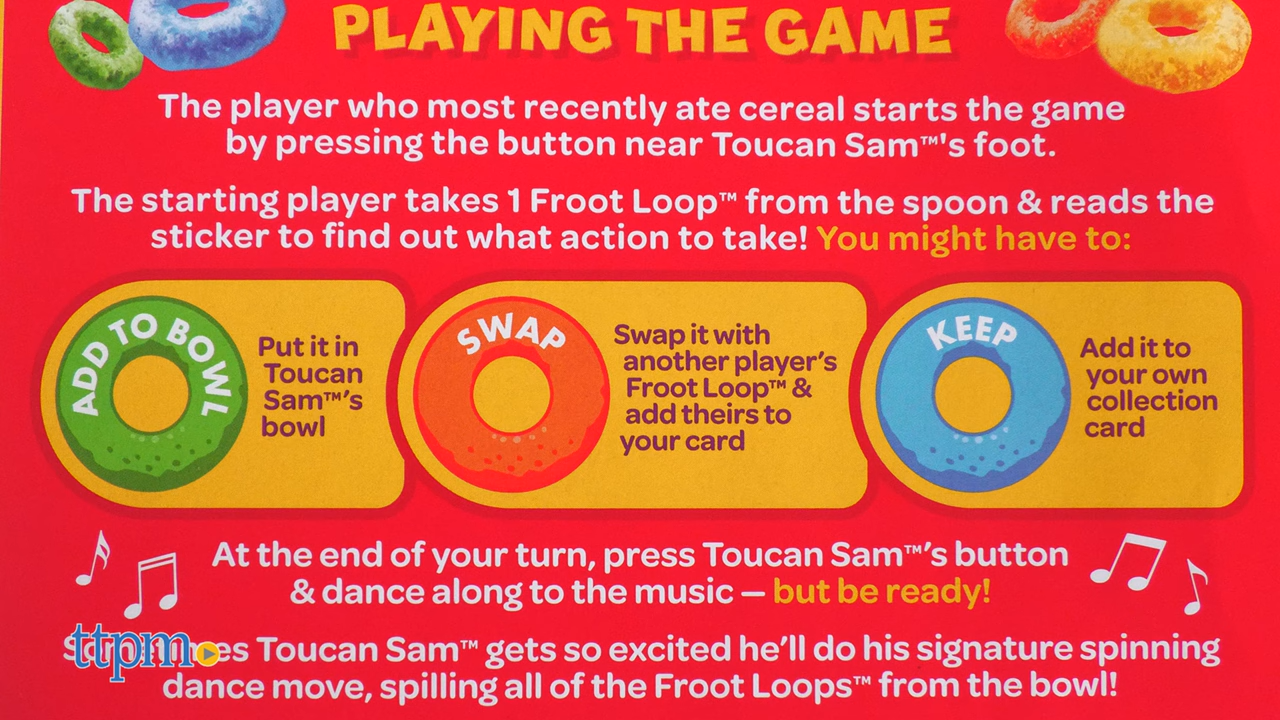 PLAYING THE GAME
The player who most recently ate cereal starts the game
by pressing the button near Toucan Sam™'s foot.
The starting player takes 1 Froot Loop™ from the spoon & reads the
sticker to find out what action to take! You might have to:
ADD TO BOWL
Put it in
Toucan
Sam™'s
bowl
SWAP
Swap it with
another player's
Froot Loop™ &
add theirs to
your card
KEEP
Add it to
your own
collection
card
At the end of your turn, press Toucan Sam™'s button
& dance along to the music — but be ready!
ttpm
Sometimes Toucan Sam™ gets so excited he'll do his signature spinning
dance move, spilling all of the Froot Loops™ from the bowl!